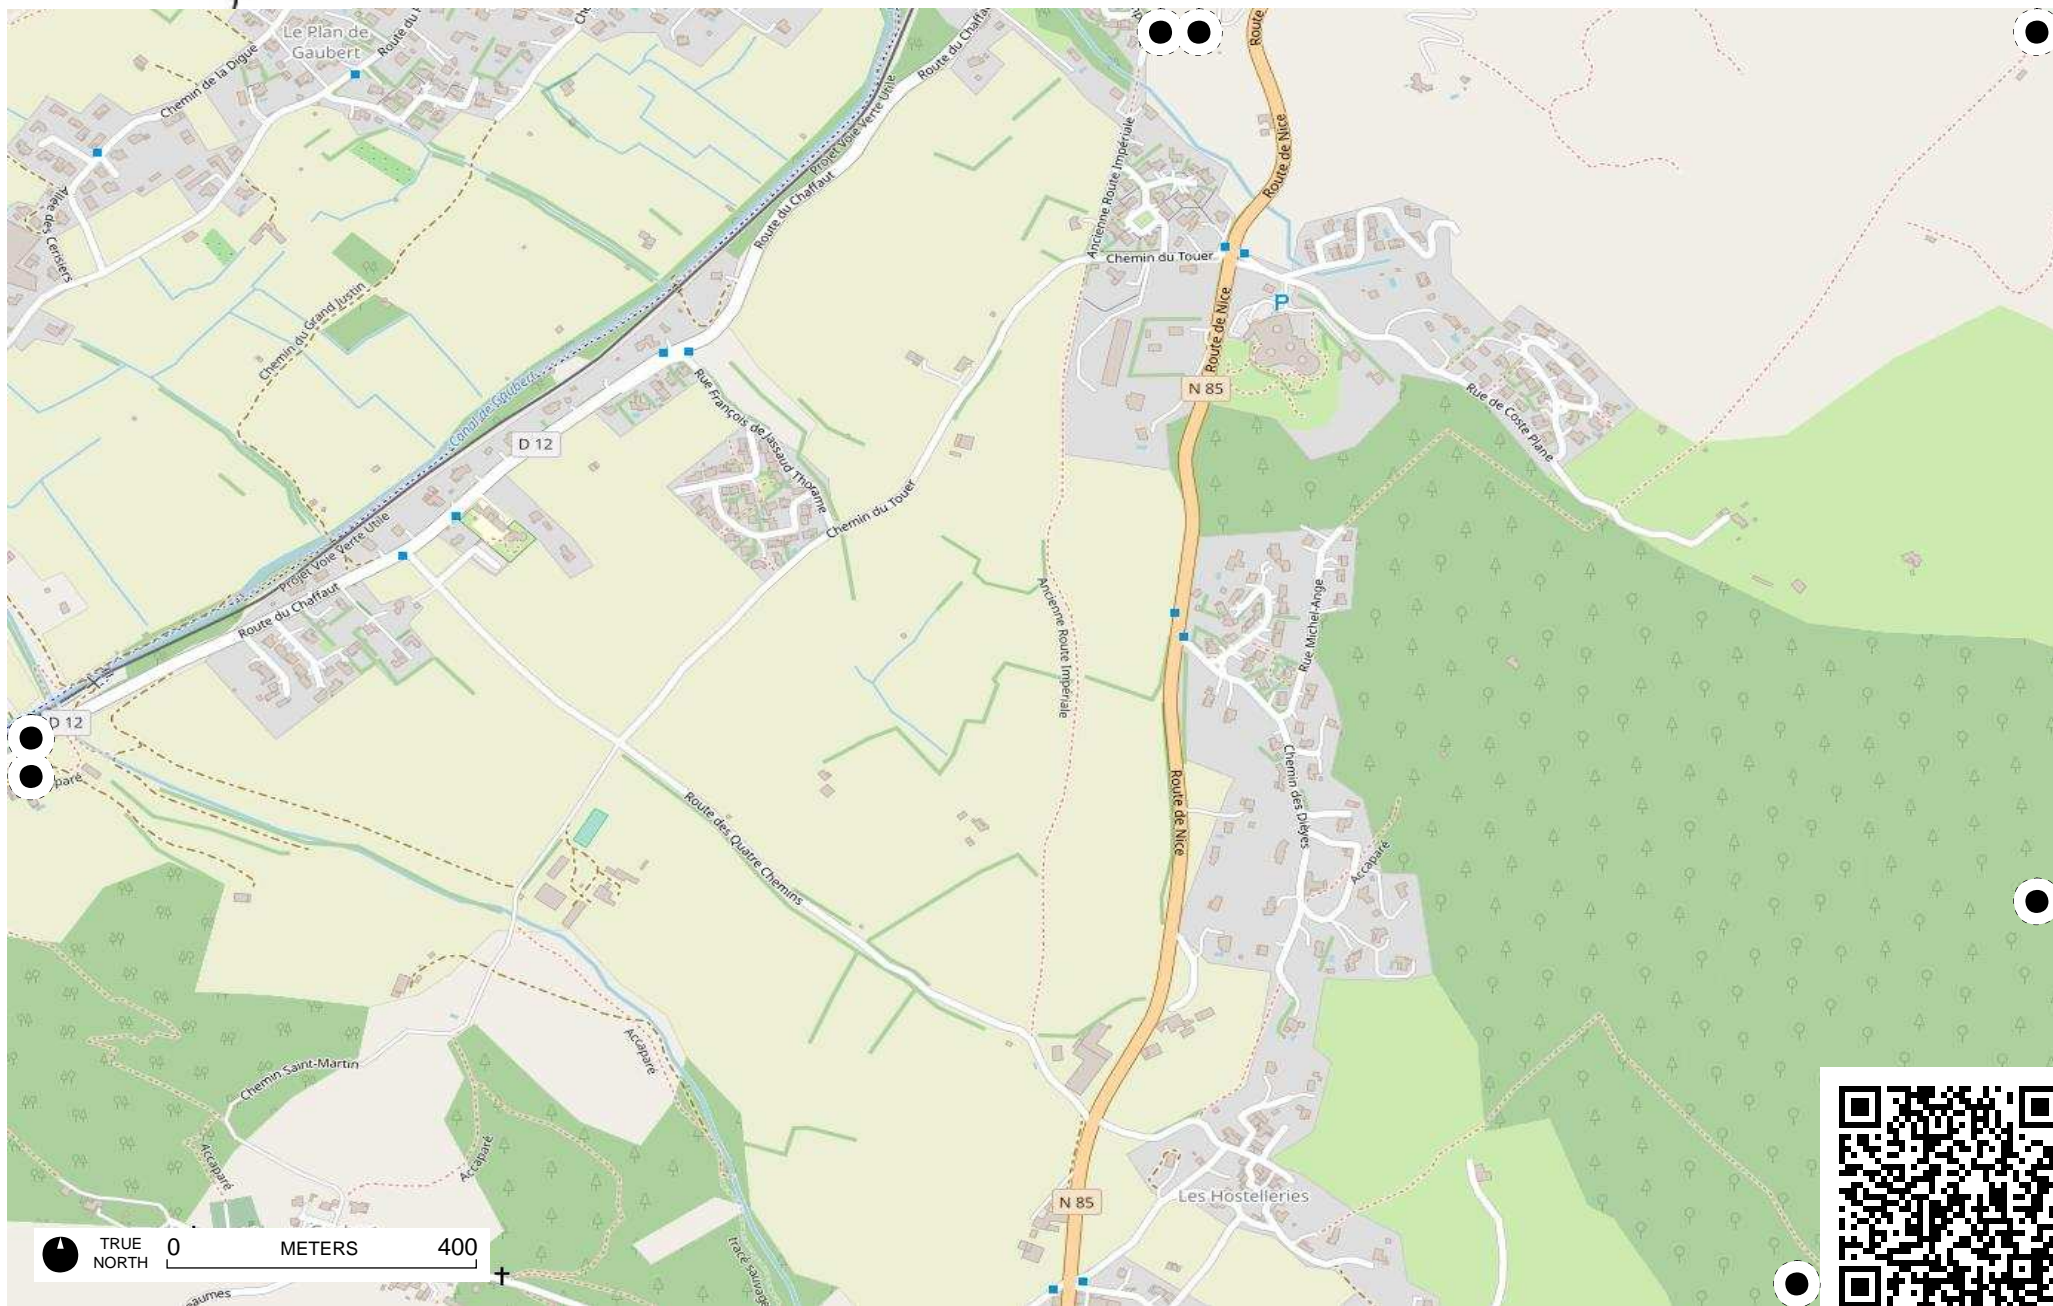 Le Plan de
Gaubert
Route du
Chemin de la Digue
Route du Chaffaut
Route
Allée des Cerisiers
Projet Voie Verte Utile
Route du Chaffaut
Ancienne Route Impériale
Route de Nice
Chemin du Touer
P
Chemin du Grand Justin
Canal de Gaubert
Route de Nice
N 85
Rue François de Jassaud Thorame
Rue de Coste Plane
D 12
Chemin du Touer
Projet Voie Verte Utile
Route du Chaffaut
Ancienne Route Impériale
Rue Michel-Ange
D 12
paré
Route des Quatre Chemins
Route de Nice
Chemin des Dièyes
Accaparé
Accaparé
Chemin Saint-Martin
Accaparé
Accaparé
Les Hostelleries
N 85
tracé sauvage
TRUE
NORTH
0 METERS 400
aumes